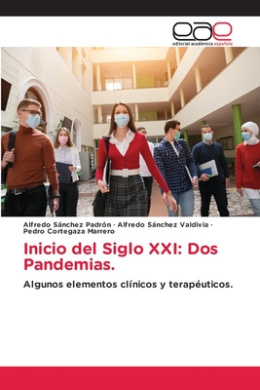 eae
editorial académica española
Alfredo Sánchez Padrón · Alfredo Sánchez Valdivia ·
Pedro Cortegaza Marrero
Inicio del Siglo XXI: Dos
Pandemias.
Algunos elementos clínicos y terapéuticos.